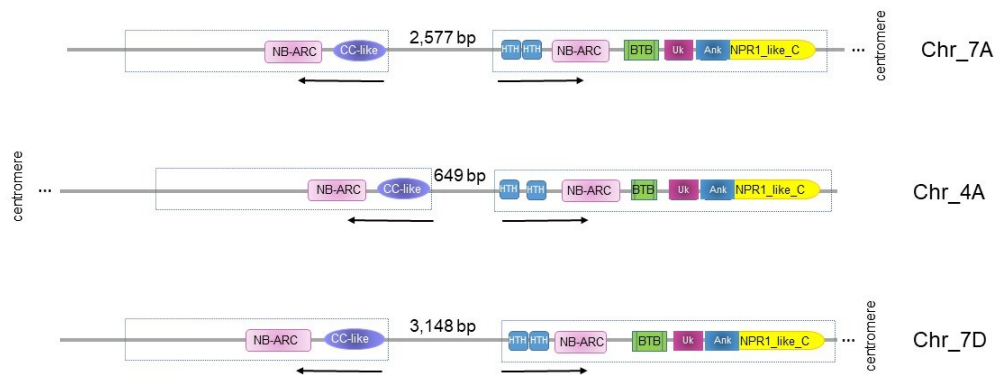 2,577 bp
NB-ARC CC-like HTH HTH NB-ARC BTB Uk Ank NPR1_like_C ... centromere Chr_7A
649 bp
centromere ... NB-ARC CC-like HTH HTH NB-ARC BTB Uk Ank NPR1_like_C Chr_4A
3,148 bp
NB-ARC CC-like HTH HTH NB-ARC BTB Uk Ank NPR1_like_C ... centromere Chr_7D